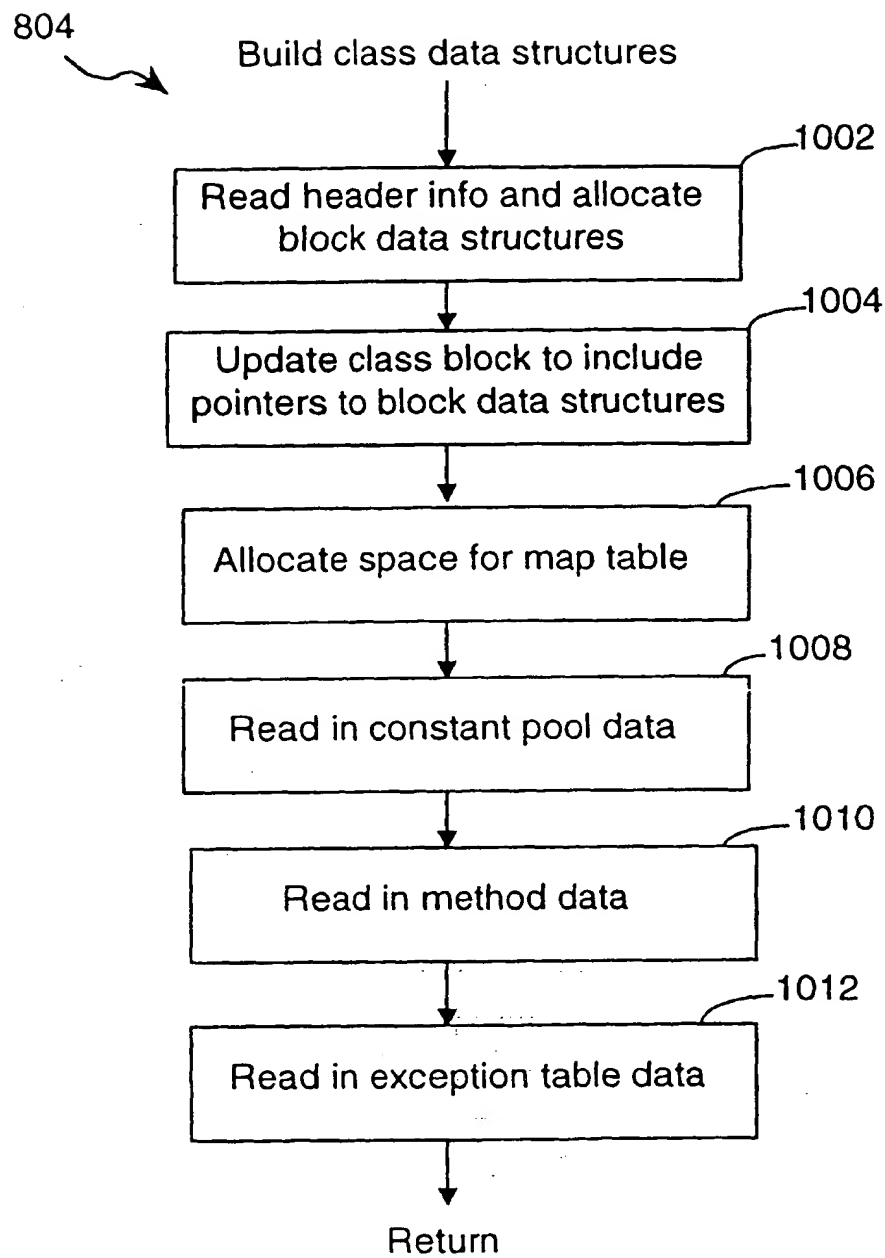 804
Build class data structures
1002
Read header info and allocate
block data structures
1004
Update class block to include
pointers to block data structures
1006
Allocate space for map table
1008
Read in constant pool data
1010
Read in method data
1012
Read in exception table data
Return